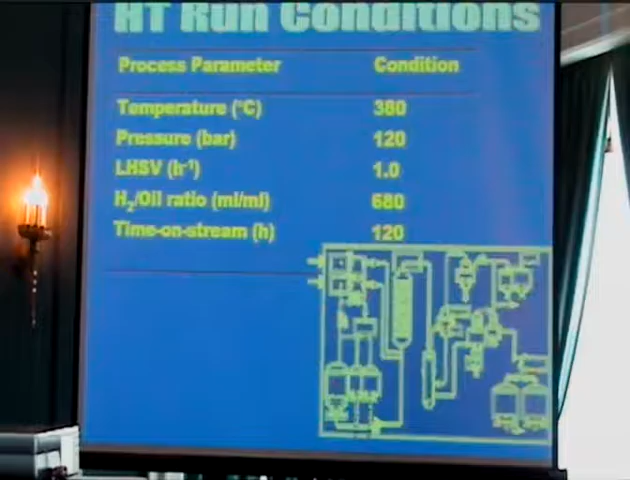 HT Run Conditions
Process Parameter Condition
Temperature (°C) 380
Pressure (bar) 120
LHSV (h⁻¹) 1.0
H₂/Oil ratio (ml/ml) 680
Time-on-stream (h) 120